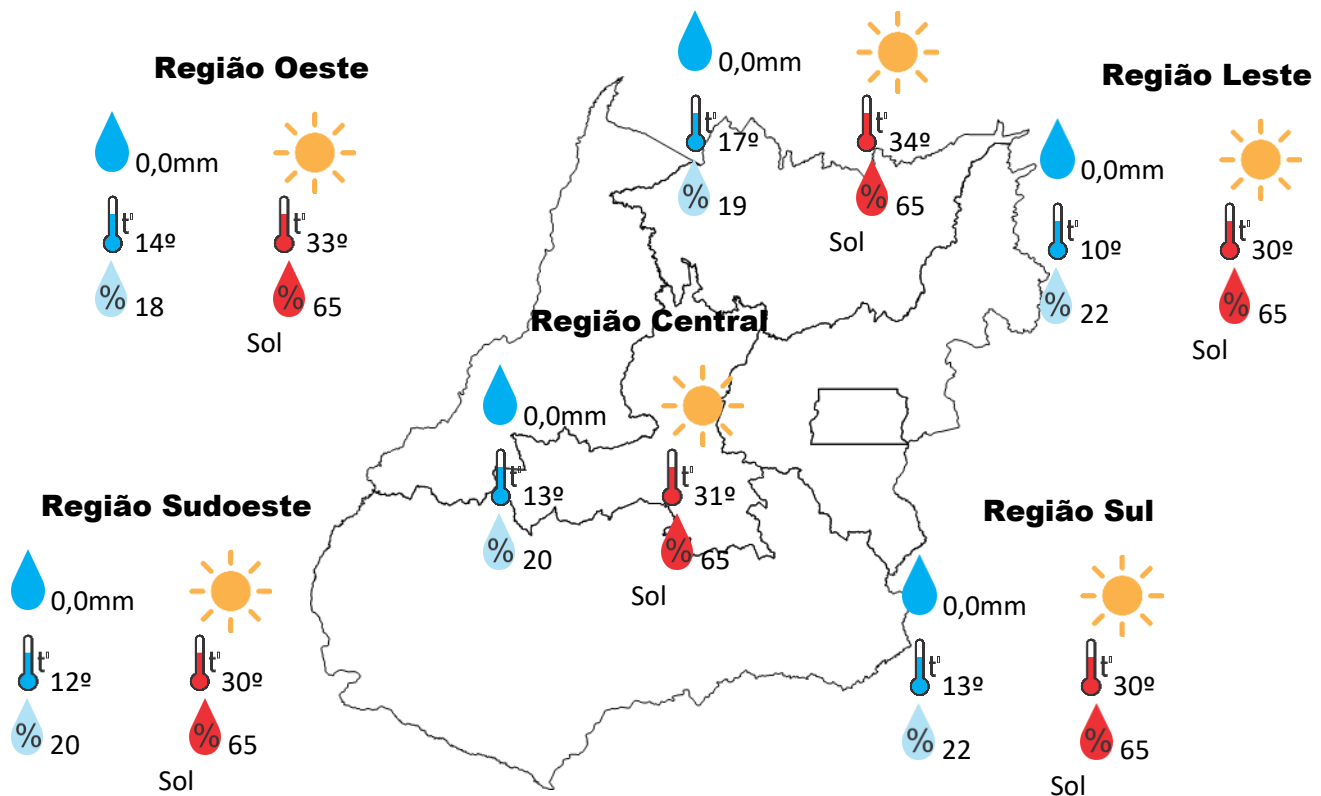 0,0mm
t°
17º
t°
34º
%
19
%
65
Sol
Região Oeste
0,0mm
t°
14º
t°
33º
%
18
%
65
Sol
Região Leste
0,0mm
t°
10º
t°
30º
%
22
%
65
Sol
Região Central
0,0mm
t°
13º
t°
31º
%
20
%
65
Sol
Região Sudoeste
0,0mm
t°
12º
t°
30º
%
20
%
65
Sol
Região Sul
0,0mm
t°
13º
t°
30º
%
22
%
65
Sol